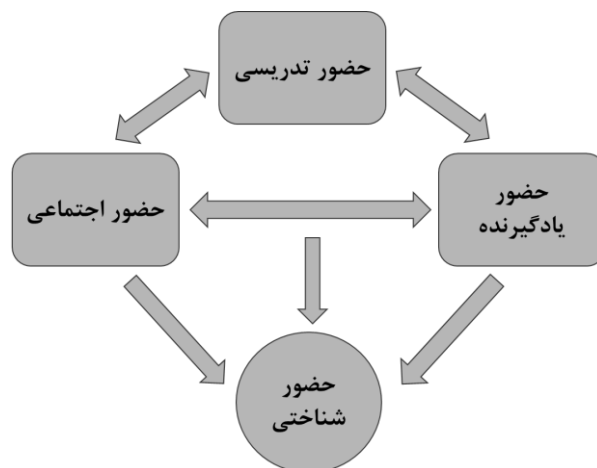 حضور تدریسی
حضور
یادگیرنده
حضور اجتماعی
حضور
شناختی